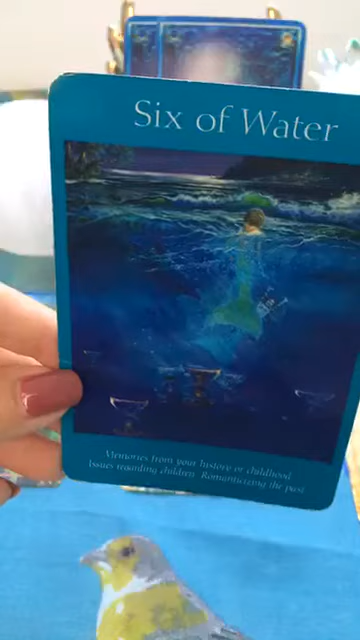 Six of Water
Memories from your history or childhood
Issues regarding children Romanticizing the past